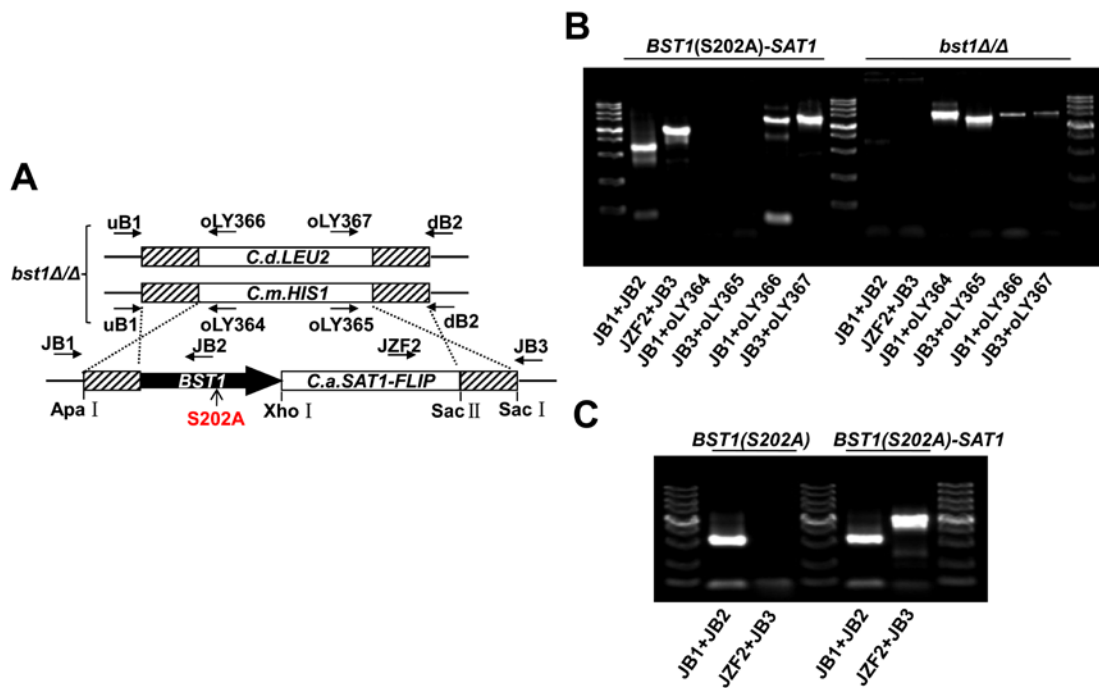 A
uB1 oLY366 oLY367 dB2
C.d.LEU2
bst1Δ/Δ
C.m.HIS1
uB1 oLY364 oLY365 dB2
JB1 JB2 JZF2 JB3
BST1 C.a.SAT1-FLIP
Apa Ⅰ Xho Ⅰ Sac Ⅱ Sac Ⅰ
S202A
B
BST1(S202A)-SAT1 bst1Δ/Δ
JB1+JB2
JZF2+JB3
JB1+oLY364
JB3+oLY365
JB1+oLY366
JB3+oLY367
JB1+JB2
JZF2+JB3
JB1+oLY364
JB3+oLY365
JB1+oLY366
JB3+oLY367
C
BST1(S202A) BST1(S202A)-SAT1
JB1+JB2
JZF2+JB3
JB1+JB2
JZF2+JB3